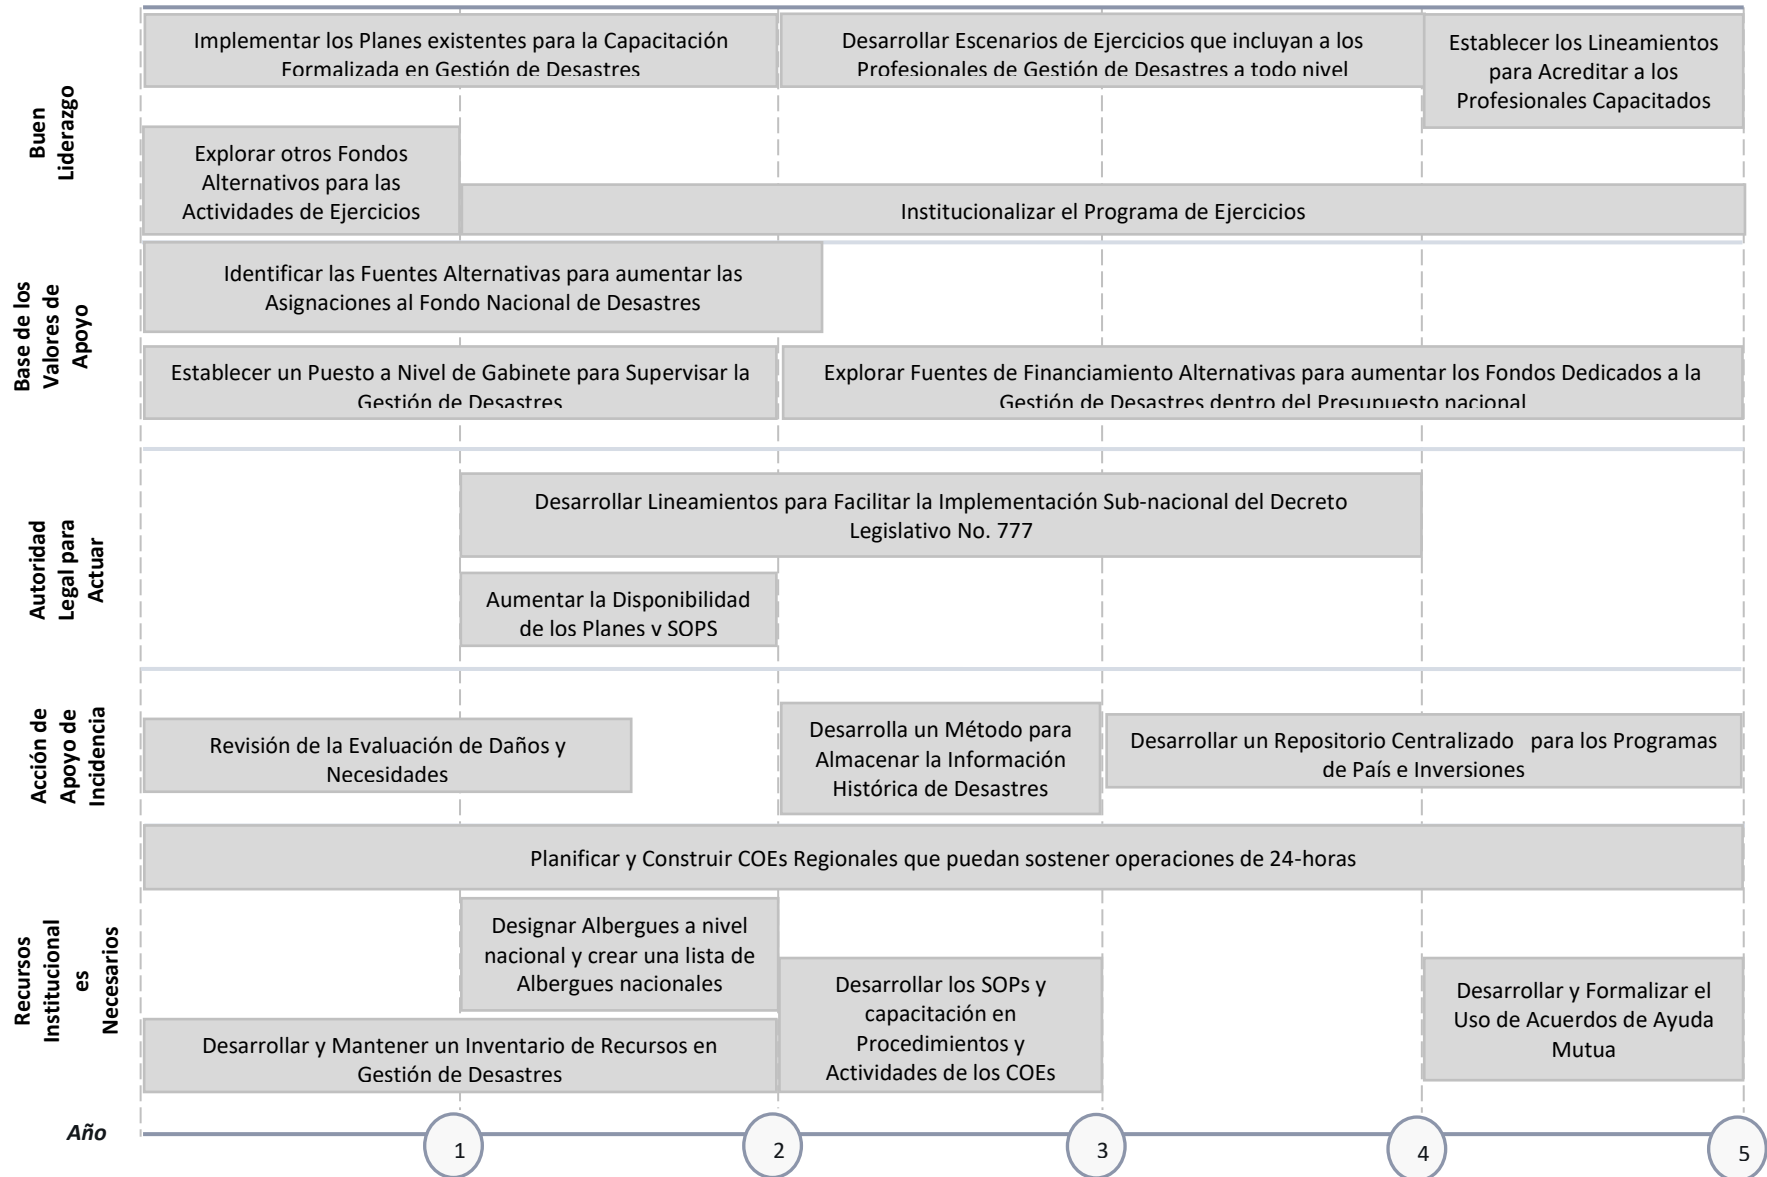 Buen
Liderazgo
Implementar los Planes existentes para la Capacitación
Formalizada en Gestión de Desastres
Desarrollar Escenarios de Ejercicios que incluyan a los
Profesionales de Gestión de Desastres a todo nivel
Establecer los Lineamientos
para Acreditar a los
Profesionales Capacitados
Explorar otros Fondos
Alternativos para las
Actividades de Ejercicios
Institucionalizar el Programa de Ejercicios
Base de los
Valores de
Apoyo
Identificar las Fuentes Alternativas para aumentar las
Asignaciones al Fondo Nacional de Desastres
Establecer un Puesto a Nivel de Gabinete para Supervisar la
Gestión de Desastres
Explorar Fuentes de Financiamiento Alternativas para aumentar los Fondos Dedicados a la
Gestión de Desastres dentro del Presupuesto nacional
Autoridad
Legal para
Actuar
Desarrollar Lineamientos para Facilitar la Implementación Sub-nacional del Decreto
Legislativo No. 777
Aumentar la Disponibilidad
de los Planes y SOPS
Acción de
Apoyo de
Incidencia
Revisión de la Evaluación de Daños y
Necesidades
Desarrolla un Método para
Almacenar la Información
Histórica de Desastres
Desarrollar un Repositorio Centralizado para los Programas
de País e Inversiones
Recursos
Institucional
es
Necesarios
Planificar y Construir COEs Regionales que puedan sostener operaciones de 24-horas
Designar Albergues a nivel
nacional y crear una lista de
Albergues nacionales
Desarrollar los SOPs y
capacitación en
Procedimientos y
Actividades de los COEs
Desarrollar y Formalizar el
Uso de Acuerdos de Ayuda
Mutua
Desarrollar y Mantener un Inventario de Recursos en
Gestión de Desastres
Año
1
2
3
4
5